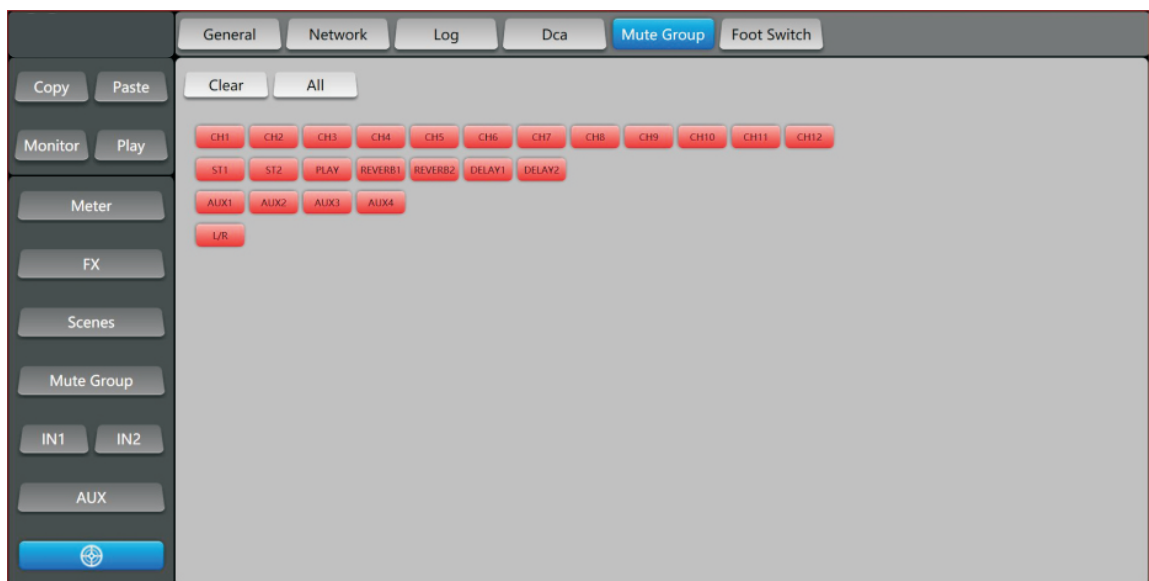 General Network Log Dca Mute Group Foot Switch
Copy Paste
Monitor Play
Meter
FX
Scenes
Mute Group
IN1 IN2
AUX
Clear All
CH1 CH2 CH3 CH4 CH5 CH6 CH7 CH8 CH9 CH10 CH11 CH12
ST1 ST2 PLAY REVERB1 REVERB2 DELAY1 DELAY2
AUX1 AUX2 AUX3 AUX4
L/R